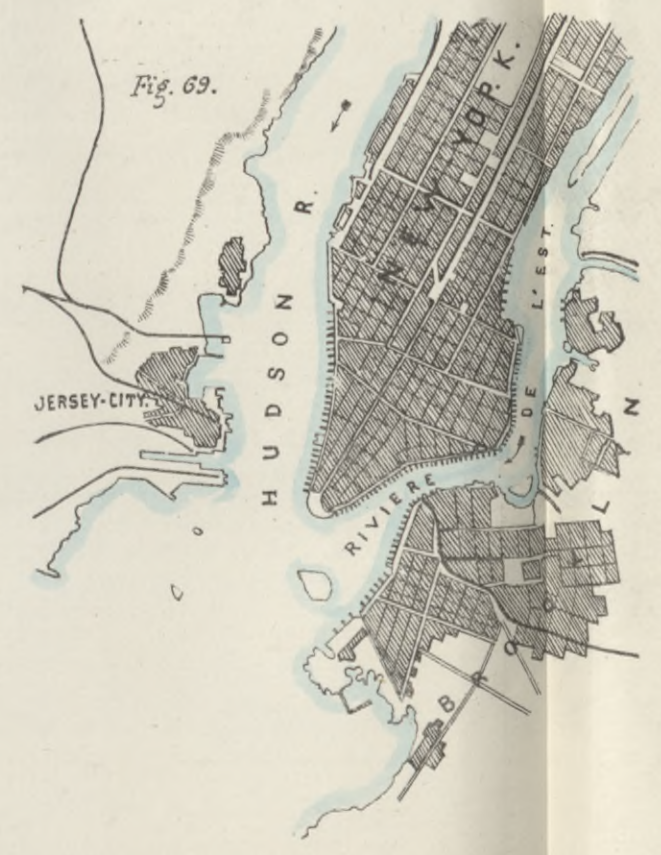 Fig. 69.
NEW YORK.
HUDSON R.
JERSEY-CITY.
RIVIERE DE L'EST.
BROOKLYN